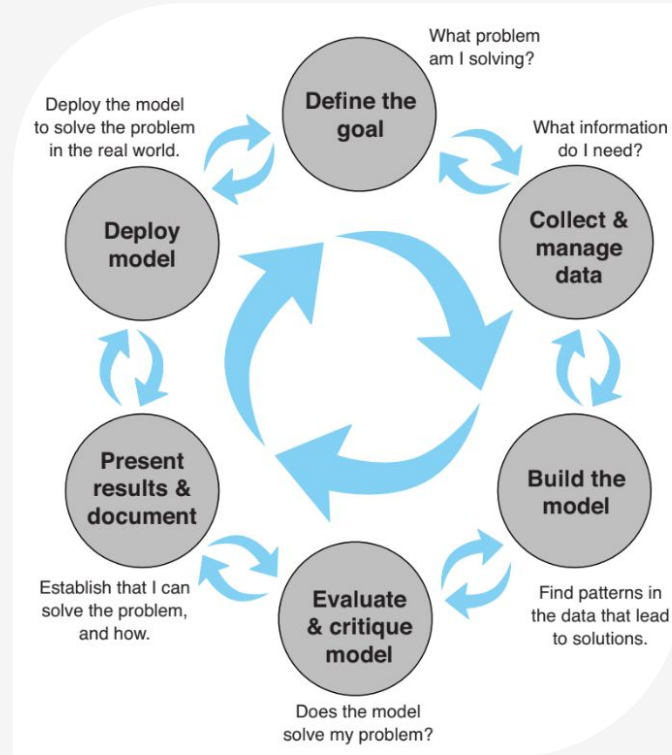 What problem
am I solving?
Define the
goal
What information
do I need?
Collect &
manage
data
Build the
model
Find patterns in
the data that lead
to solutions.
Evaluate
& critique
model
Does the model
solve my problem?
Present
results &
document
Establish that I can
solve the problem,
and how.
Deploy
model
Deploy the model
to solve the problem
in the real world.